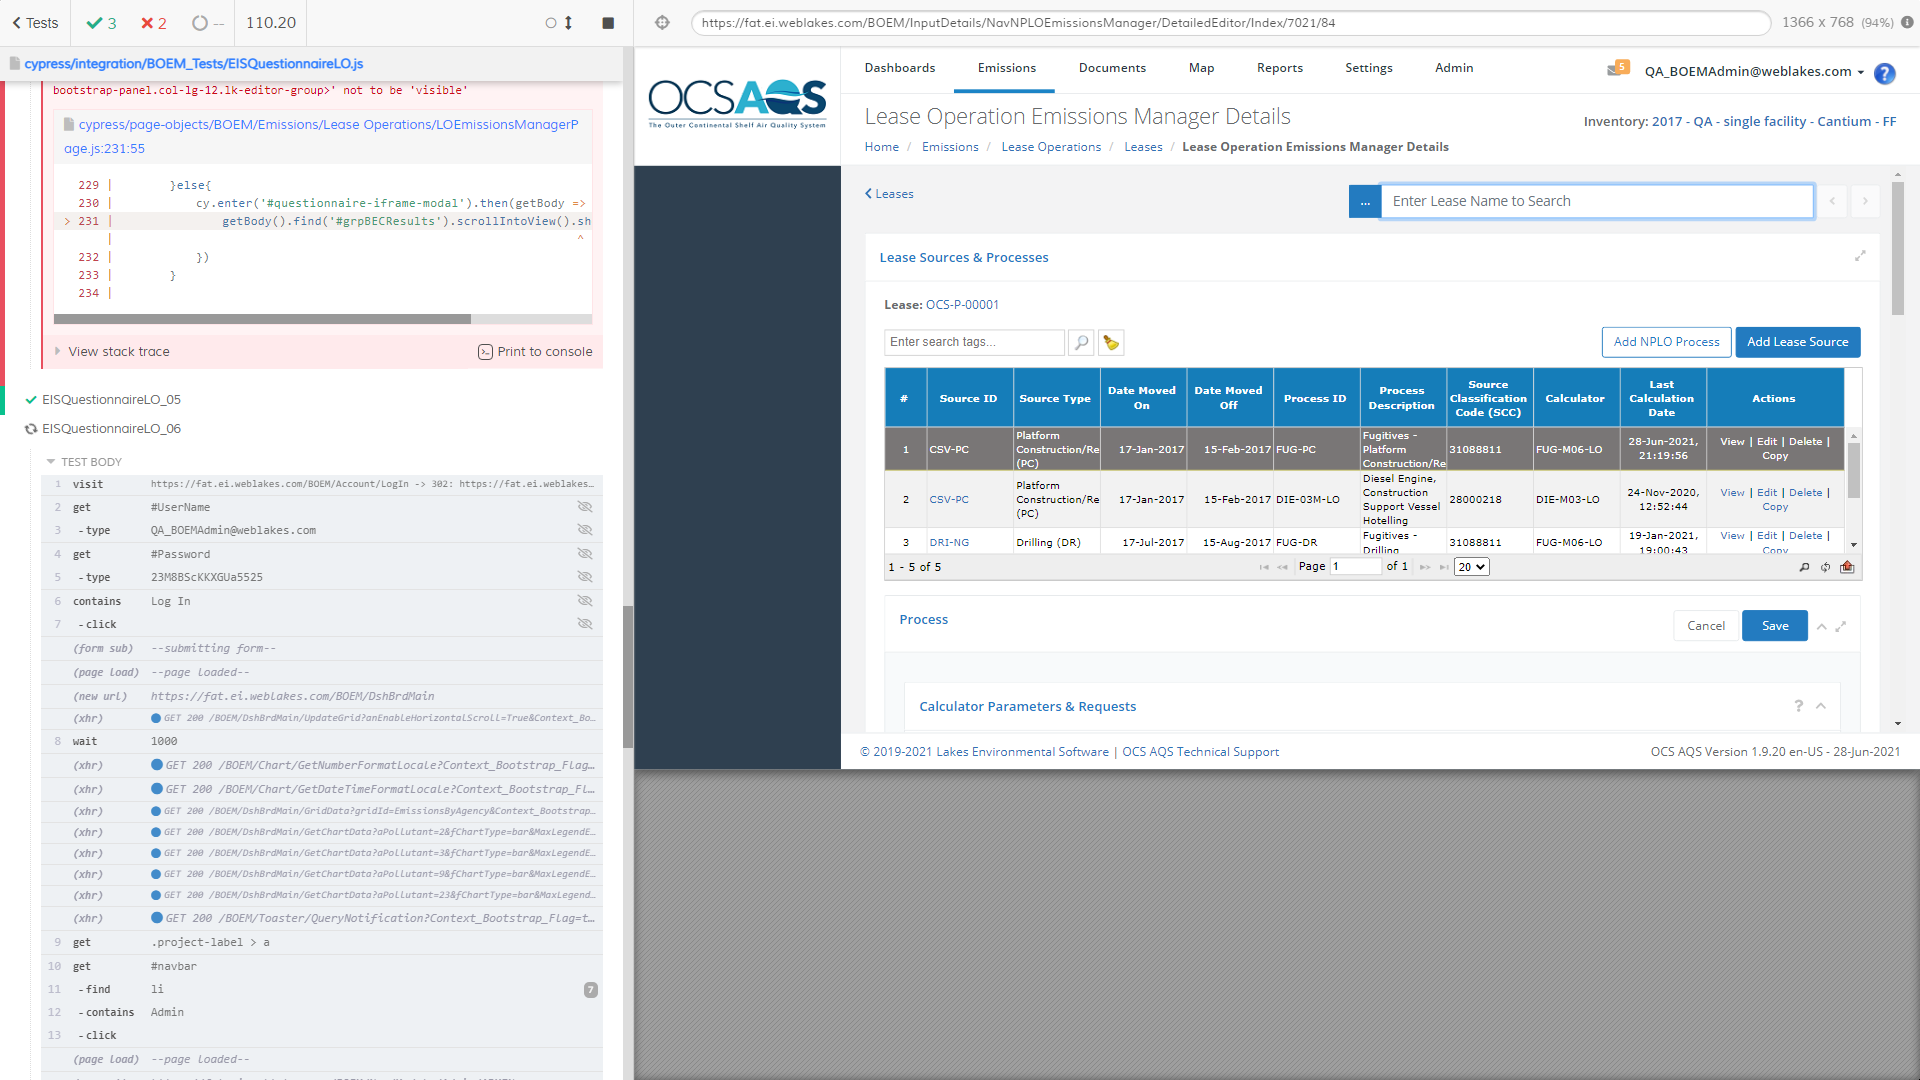 Tests
3
2
--
110.20
cypress/integration/BOEM_Tests/EISQuestionnaireLO.js
bootstrap-panel.col-lg-12.lk-editor-group>' not to be 'visible'
cypress/page-objects/BOEM/Emissions/Lease Operations/LOEmissionsManagerP
age.js:231:55
229 | }else{
230 | cy.enter('#questionnaire-iframe-modal').then(getBody =>
> 231 | getBody().find('#grpBECResults').scrollIntoView().sh
| ^
232 | })
233 | }
234 |
View stack trace
Print to console
EISQuestionnaireLO_05
EISQuestionnaireLO_06
TEST BODY
1 visit https://fat.ei.weblakes.com/BOEM/Account/LogIn -> 302: https://fat.ei.weblakes...
2 get #UserName
3 -type QA_BOEMAdmin@weblakes.com
4 get #Password
5 -type 23M8BScKKXGUa5525
6 contains Log In
7 -click
(form sub) --submitting form--
(page load) --page loaded--
(new url) https://fat.ei.weblakes.com/BOEM/DshBrdMain
(xhr) GET 200 /BOEM/DshBrdMain/UpdateGrid?anEnableHorizontalScroll=True&Context_Bo...
8 wait 1000
(xhr) GET 200 /BOEM/Chart/GetNumberFormatLocale?Context_Bootstrap_Flag...
(xhr) GET 200 /BOEM/Chart/GetDateTimeFormatLocale?Context_Bootstrap_Fl...
(xhr) GET 200 /BOEM/DshBrdMain/GridData?gridId=EmissionsByAgency&Context_Bootstrap...
(xhr) GET 200 /BOEM/DshBrdMain/GetChartData?aPollutant=2&fChartType=bar&MaxLegendE...
(xhr) GET 200 /BOEM/DshBrdMain/GetChartData?aPollutant=3&fChartType=bar&MaxLegendE...
(xhr) GET 200 /BOEM/DshBrdMain/GetChartData?aPollutant=9&fChartType=bar&MaxLegendE...
(xhr) GET 200 /BOEM/DshBrdMain/GetChartData?aPollutant=23&fChartType=bar&MaxLegend...
(xhr) GET 200 /BOEM/Toaster/QueryNotification?Context_Bootstrap_Flag=t...
9 get .project-label > a
10 get #navbar
11 -find li 7
12 -contains Admin
13 -click
(page load) --page loaded--
https://fat.ei.weblakes.com/BOEM/InputDetails/NavNPLOEmissionsManager/DetailedEditor/Index/7021/84
1366 x 768 (94%)
OCSAQS
The Outer Continental Shelf Air Quality System
Dashboards Emissions Documents Map Reports Settings Admin
5
QA_BOEMAdmin@weblakes.com
?
Lease Operation Emissions Manager Details
Inventory: 2017 - QA - single facility - Cantium - FF
Home / Emissions / Lease Operations / Leases / Lease Operation Emissions Manager Details
Leases
...
Enter Lease Name to Search
Lease Sources & Processes
Lease: OCS-P-00001
Enter search tags...
Add NPLO Process
Add Lease Source
# Source ID Source Type Date Moved On Date Moved Off Process ID Process Description Source Classification Code (SCC) Calculator Last Calculation Date Actions
1 CSV-PC Platform Construction/Re (PC) 17-Jan-2017 15-Feb-2017 FUG-PC Fugitives - Platform Construction/Re 31088811 FUG-M06-LO 28-Jun-2021, 21:19:56 View | Edit | Delete | Copy
2 CSV-PC Platform Construction/Re (PC) 17-Jan-2017 15-Feb-2017 DIE-03M-LO Diesel Engine, Construction Support Vessel Hotelling 28000218 DIE-M03-LO 24-Nov-2020, 12:52:44 View | Edit | Delete | Copy
3 DRI-NG Drilling (DR) 17-Jul-2017 15-Aug-2017 FUG-DR Fugitives - Drilling 31088811 FUG-M06-LO 19-Jan-2021, 19:00:43 View | Edit | Delete | Copy
1 - 5 of 5
Page 1 of 1
20
Process
Cancel
Save
Calculator Parameters & Requests
?
© 2019-2021 Lakes Environmental Software | OCS AQS Technical Support
OCS AQS Version 1.9.20 en-US - 28-Jun-2021